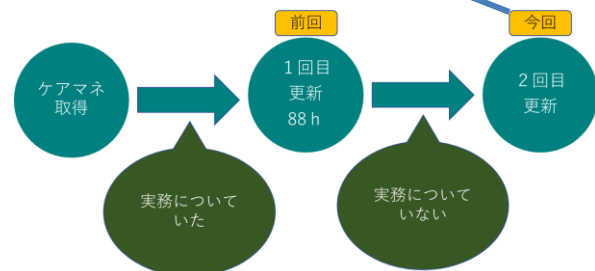 前回
今回
ケアマネ
取得
1回目
更新
88h
2回目
更新
実務について
いた
実務について
いない